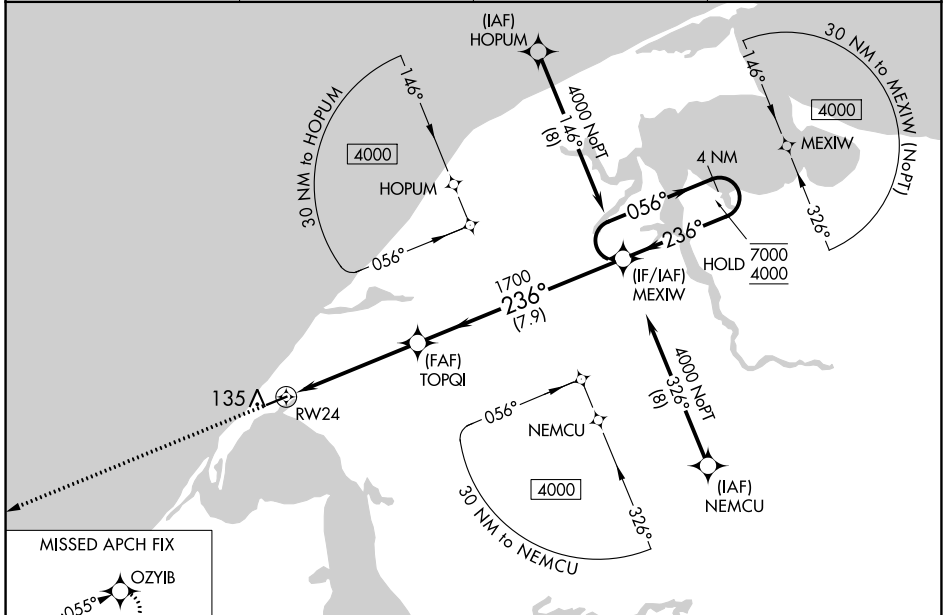 (IAF)
HOPUM
4000 NoPT
146°
(8)
30 NM to HOPUM
146°
4000
HOPUM
056°
30 NM to MEXIW (NoPT)
146°
4000
MEXIW
326°
4 NM
056°
236°
HOLD
7000
4000
(IF/IAF)
MEXIW
1700
236°
(7.9)
(FAF)
TOPQI
135
RW24
4000 NoPT
326°
(8)
(IAF)
NEMCU
056°
NEMCU
4000
326°
30 NM to NEMCU
MISSED APCH FIX
OZYIB
055°